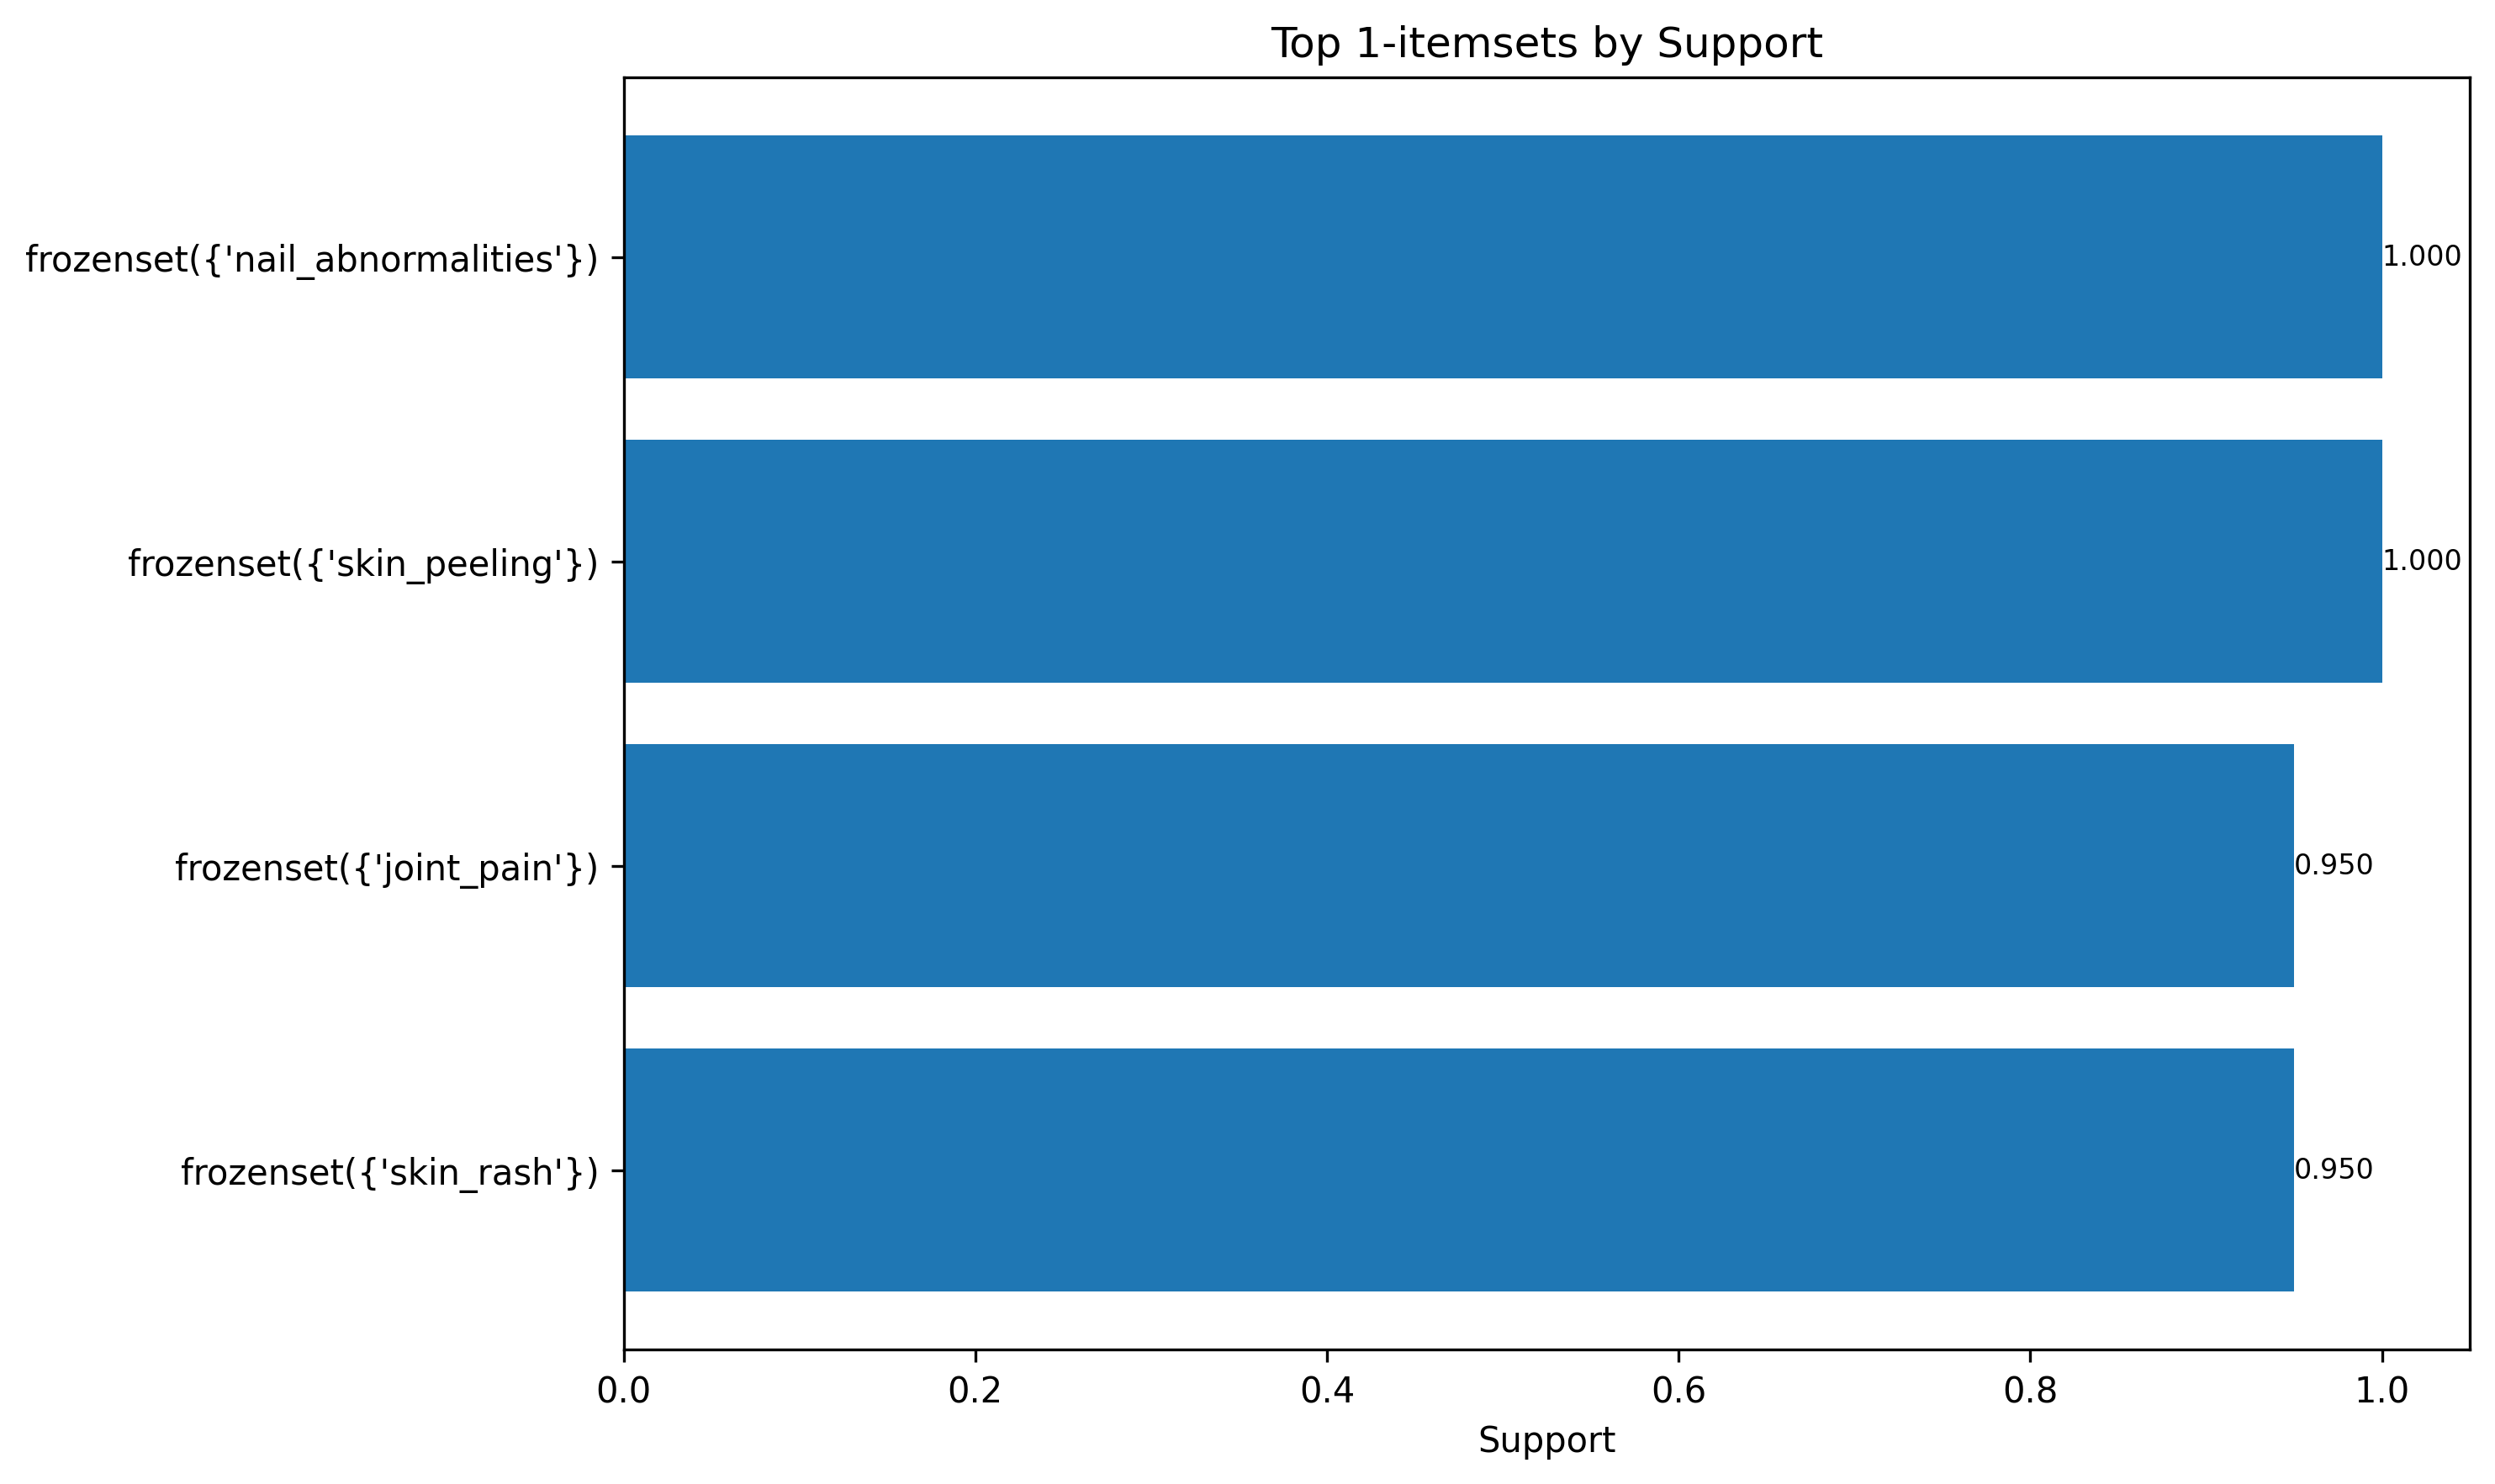 Top 1-itemsets by Support
frozenset({'nail_abnormalities'})
1.000
frozenset({'skin_peeling'})
1.000
frozenset({'joint_pain'})
0.950
frozenset({'skin_rash'})
0.950
0.0 0.2 0.4 0.6 0.8 1.0
Support